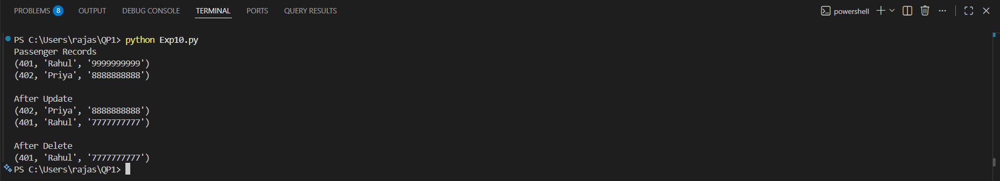 PROBLEMS 8 OUTPUT DEBUG CONSOLE TERMINAL PORTS QUERY RESULTS powershell
PS C:\Users\rajas\QP1> python Exp10.py
Passenger Records
(401, 'Rahul', '9999999999')
(402, 'Priya', '8888888888')
After Update
(402, 'Priya', '8888888888')
(401, 'Rahul', '7777777777')
After Delete
(401, 'Rahul', '7777777777')
PS C:\Users\rajas\QP1>